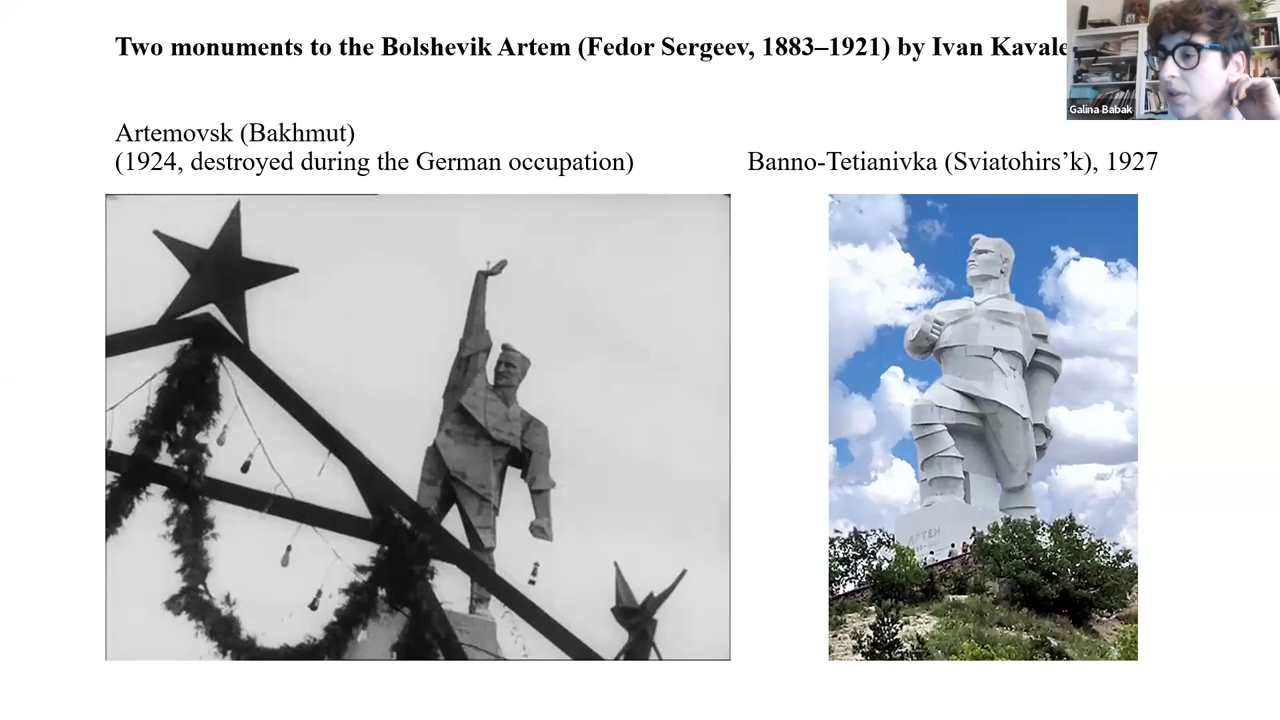 Two monuments to the Bolshevik Artem (Fedor Sergeev, 1883–1921) by Ivan Kavale
Galina Babak
Artemovsk (Bakhmut)
(1924, destroyed during the German occupation)
Banno-Tetianivka (Sviatohirs’k), 1927
АРТЕМ